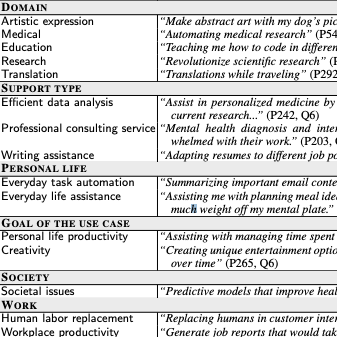 DOMAIN
Artistic expression “Make abstract art with my dog’s pic
Medical “Automating medical research” (P54
Education “Teaching me how to code in differen
Research “Revolutionize scientific research” (
Translation “Translations while traveling” (P292
SUPPORT TYPE
Efficient data analysis “Assist in personalized medicine by
current research...” (P242, Q6)
Professional consulting service “Mental health diagnosis and inter
whelmed with their work.” (P203,
Writing assistance “Adapting resumes to different job po
PERSONAL LIFE
Everyday task automation “Summarizing important email conte
Everyday life assistance “Assisting me with planning meal idea
much weight off my mental plate.”
GOAL OF THE USE CASE
Personal life productivity “Assisting with managing time spent
Creativity “Creating unique entertainment optio
over time” (P265, Q6)
SOCIETY
Societal issues “Predictive models that improve heal
WORK
Human labor replacement “Replacing humans in customer inter
Workplace productivity “Generate job reports that would tak